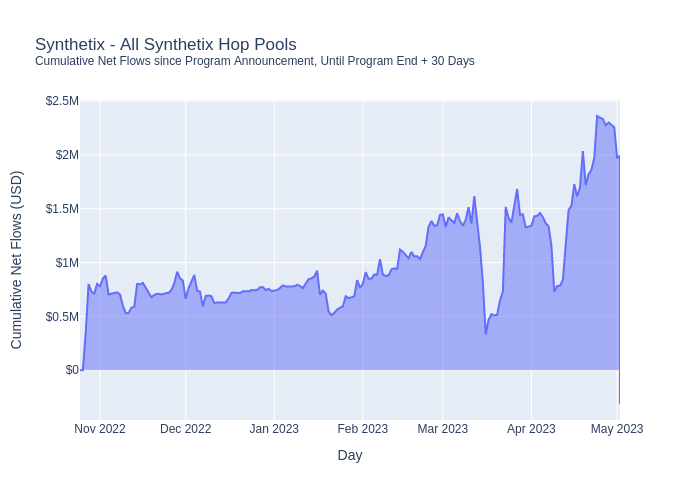 Synthetix - All Synthetix Hop Pools
Cumulative Net Flows since Program Announcement, Until Program End + 30 Days
Cumulative Net Flows (USD)
$2.5M
$2M
$1.5M
$1M
$0.5M
$0
Nov 2022
Dec 2022
Jan 2023
Feb 2023
Mar 2023
Apr 2023
May 2023
Day